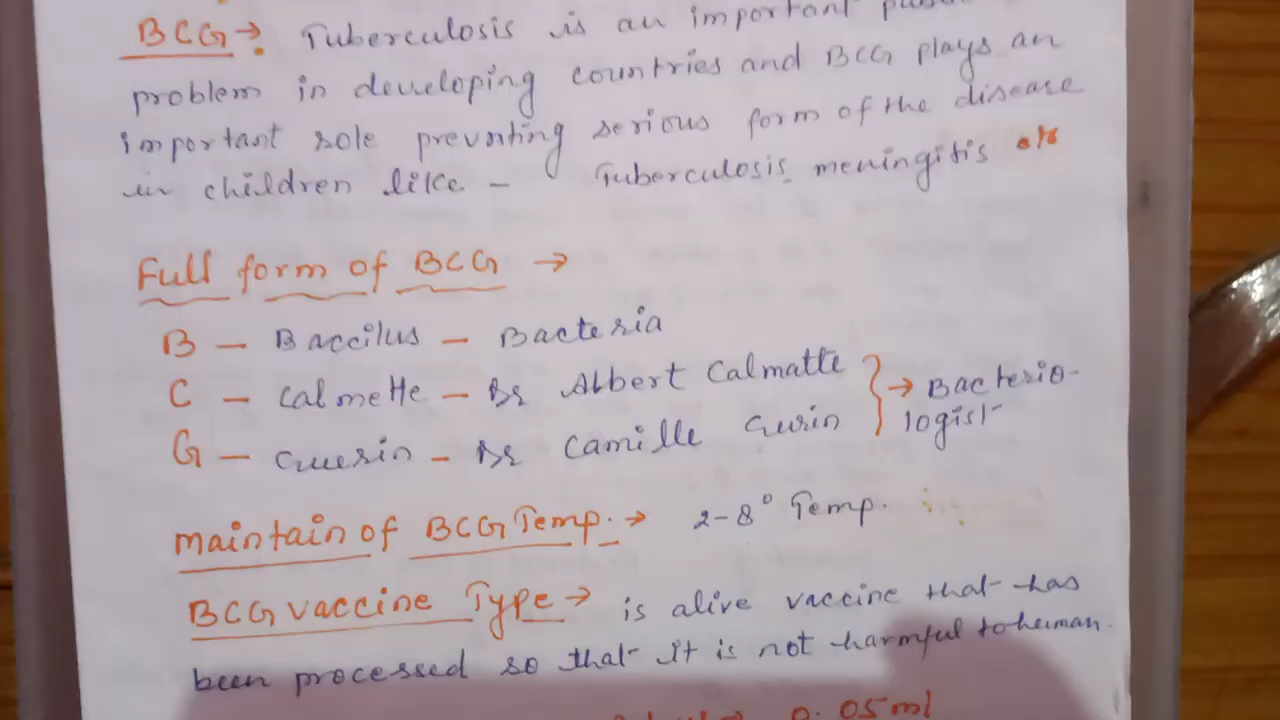 BCG → Tuberculosis is an important
problem in developing countries and BCG plays an
important role prevnting serious form of the disease
in children like - Tuberculosis meningitis
Full form of BCG →
B - Baccilus - Bacteria
C - Calmette - Dr Albert Calmatte } → Bacterio-
G - Guerin - Dr Camille Gurin logist
maintain of BCG Temp. → 2-8° Temp.
BCG vaccine Type → is alive vaccine that has
been processed so that it is not harmful to human
0.05ml